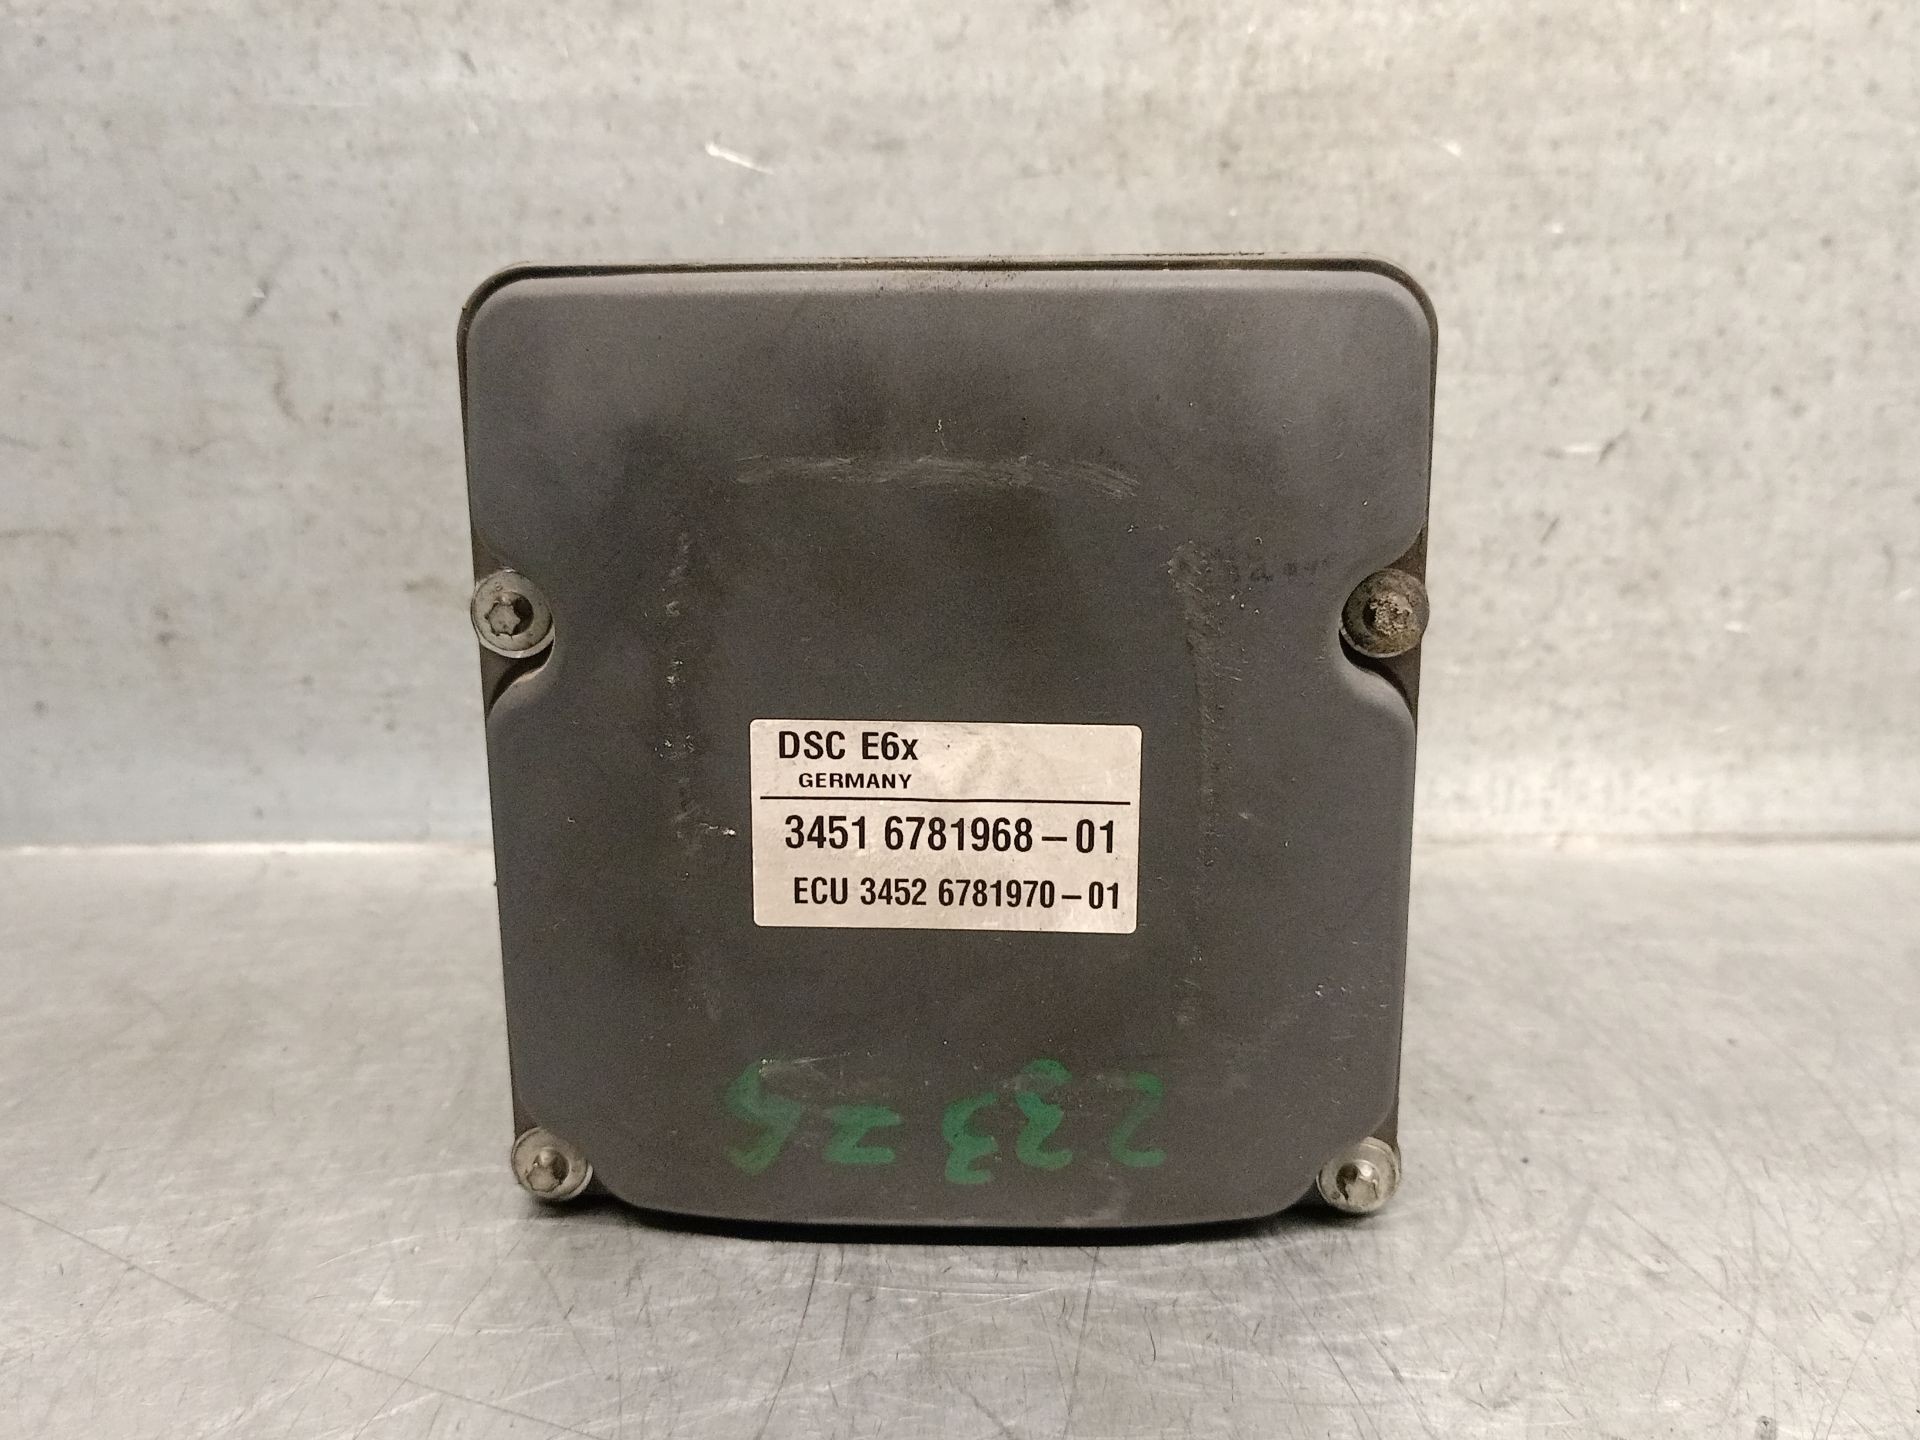 DSC E6x
GERMANY
3451 6781968-01
ECU 3452 6781970-01